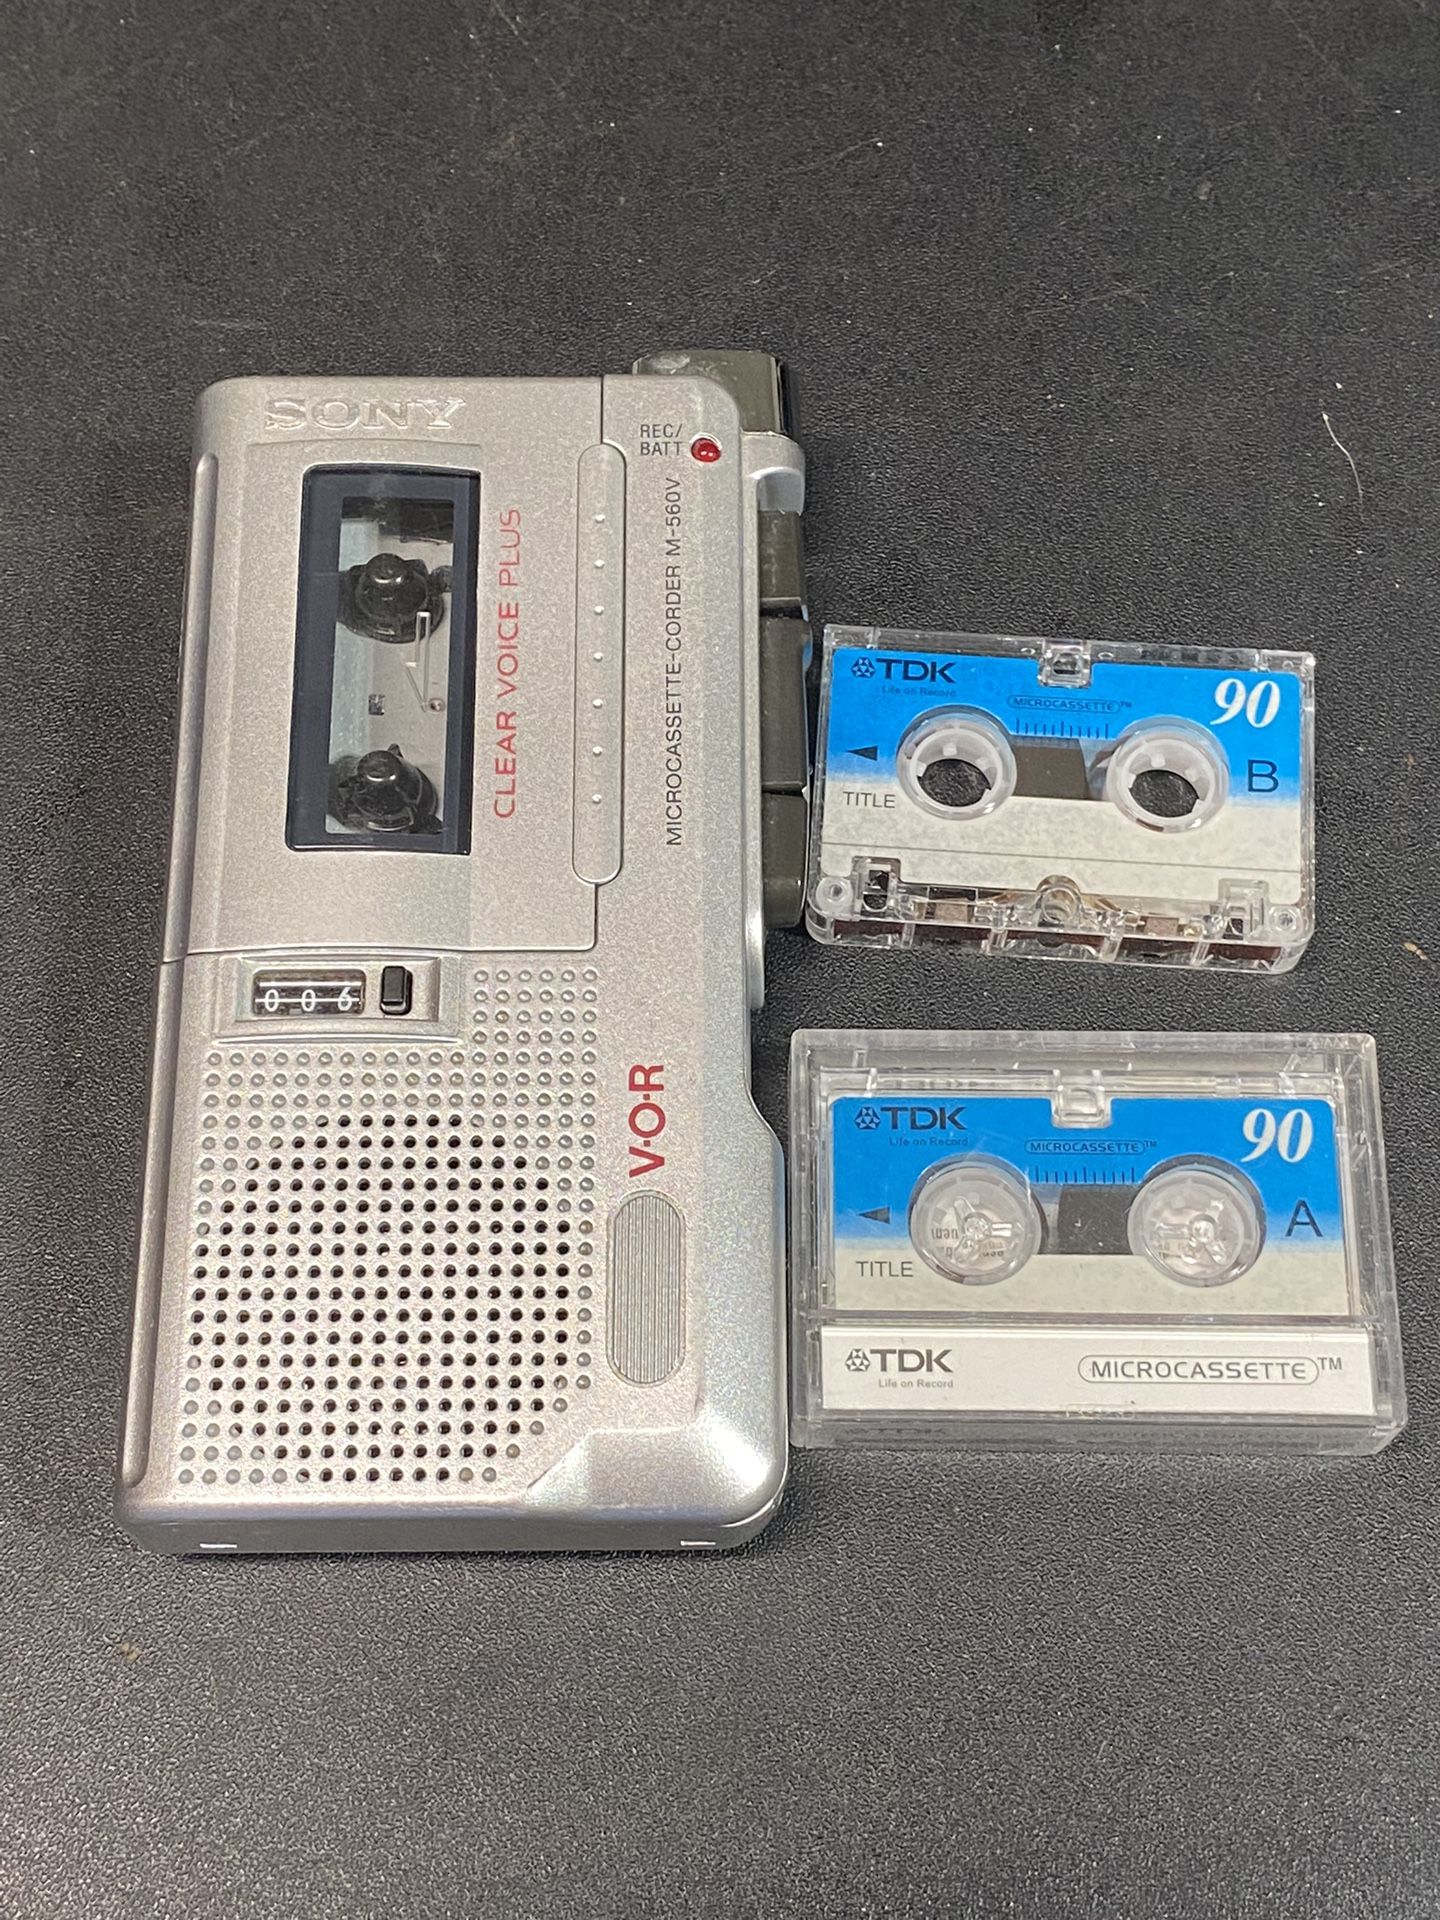 SONY
REC/
BATT
CLEAR VOICE PLUS
MICROCASSETTE-CORDER M-560V
006
V·O·R
TDK
Life on Record
MICROCASSETTE™
90
B
TITLE
TDK
Life on Record
MICROCASSETTE™
90
A
TITLE
TDK
Life on Record
MICROCASSETTE™